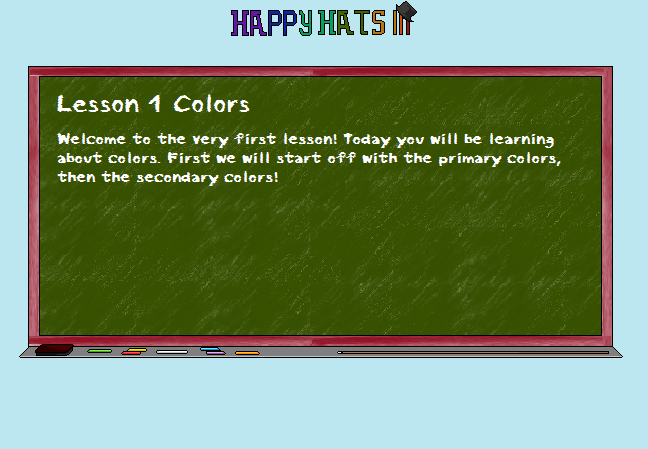 HAPPY HATS III
Lesson 1 Colors
Welcome to the very first lesson! Today you will be learning
about colors. First we will start off with the primary colors,
then the secondary colors!